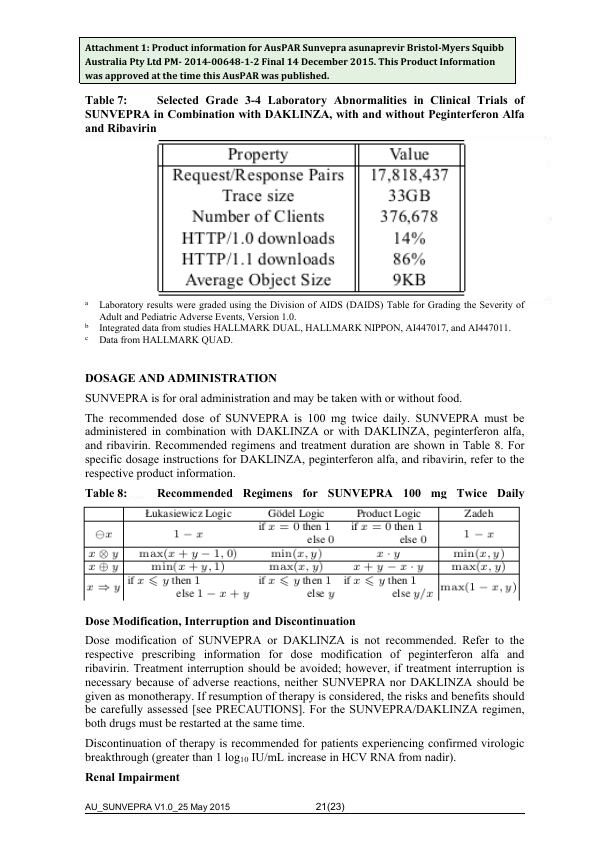 Attachment 1: Product information for AusPAR Sunvepra asunaprevir Bristol-Myers Squibb
Australia Pty Ltd PM- 2014-00648-1-2 Final 14 December 2015. This Product Information
was approved at the time this AusPAR was published.
Table 7: Selected Grade 3-4 Laboratory Abnormalities in Clinical Trials of
SUNVEPRA in Combination with DAKLINZA, with and without Peginterferon Alfa
and Ribavirin
Property Value
Request/Response Pairs 17,818,437
Trace size 33GB
Number of Clients 376,678
HTTP/1.0 downloads 14%
HTTP/1.1 downloads 86%
Average Object Size 9KB
a Laboratory results were graded using the Division of AIDS (DAIDS) Table for Grading the Severity of
Adult and Pediatric Adverse Events, Version 1.0.
b Integrated data from studies HALLMARK DUAL, HALLMARK NIPPON, AI447017, and AI447011.
c Data from HALLMARK QUAD.
DOSAGE AND ADMINISTRATION
SUNVEPRA is for oral administration and may be taken with or without food.
The recommended dose of SUNVEPRA is 100 mg twice daily. SUNVEPRA must be
administered in combination with DAKLINZA or with DAKLINZA, peginterferon alfa,
and ribavirin. Recommended regimens and treatment duration are shown in Table 8. For
specific dosage instructions for DAKLINZA, peginterferon alfa, and ribavirin, refer to the
respective product information.
Table 8: Recommended Regimens for SUNVEPRA 100 mg Twice Daily
Łukasiewicz Logic Gödel Logic Product Logic Zadeh
⊖x 1 − x if x = 0 then 1 else 0 if x = 0 then 1 else 0 1 − x
x ⊗ y max(x + y − 1, 0) min(x, y) x · y min(x, y)
x ⊕ y min(x + y, 1) max(x, y) x + y − x · y max(x, y)
x ⇒ y if x ⩽ y then 1 else 1 − x + y if x ⩽ y then 1 else y if x ⩽ y then 1 else y/x max(1 − x, y)
Dose Modification, Interruption and Discontinuation
Dose modification of SUNVEPRA or DAKLINZA is not recommended. Refer to the
respective prescribing information for dose modification of peginterferon alfa and
ribavirin. Treatment interruption should be avoided; however, if treatment interruption is
necessary because of adverse reactions, neither SUNVEPRA nor DAKLINZA should be
given as monotherapy. If resumption of therapy is considered, the risks and benefits should
be carefully assessed [see PRECAUTIONS]. For the SUNVEPRA/DAKLINZA regimen,
both drugs must be restarted at the same time.
Discontinuation of therapy is recommended for patients experiencing confirmed virologic
breakthrough (greater than 1 log10 IU/mL increase in HCV RNA from nadir).
Renal Impairment
AU_SUNVEPRA V1.0_25 May 2015 21(23)